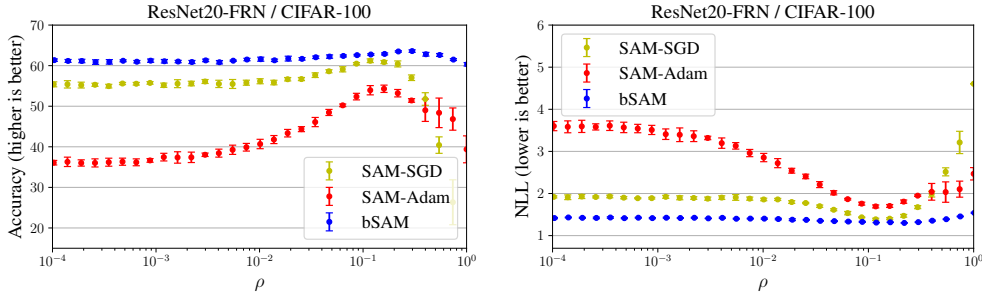 ResNet20-FRN / CIFAR-100
Accuracy (higher is better)
70
60
50
40
30
20
SAM-SGD
SAM-Adam
bSAM
10^{-4}
10^{-3}
10^{-2}
10^{-1}
10^{0}
ρ
ResNet20-FRN / CIFAR-100
NLL (lower is better)
6
5
4
3
2
1
SAM-SGD
SAM-Adam
bSAM
10^{-4}
10^{-3}
10^{-2}
10^{-1}
10^{0}
ρ